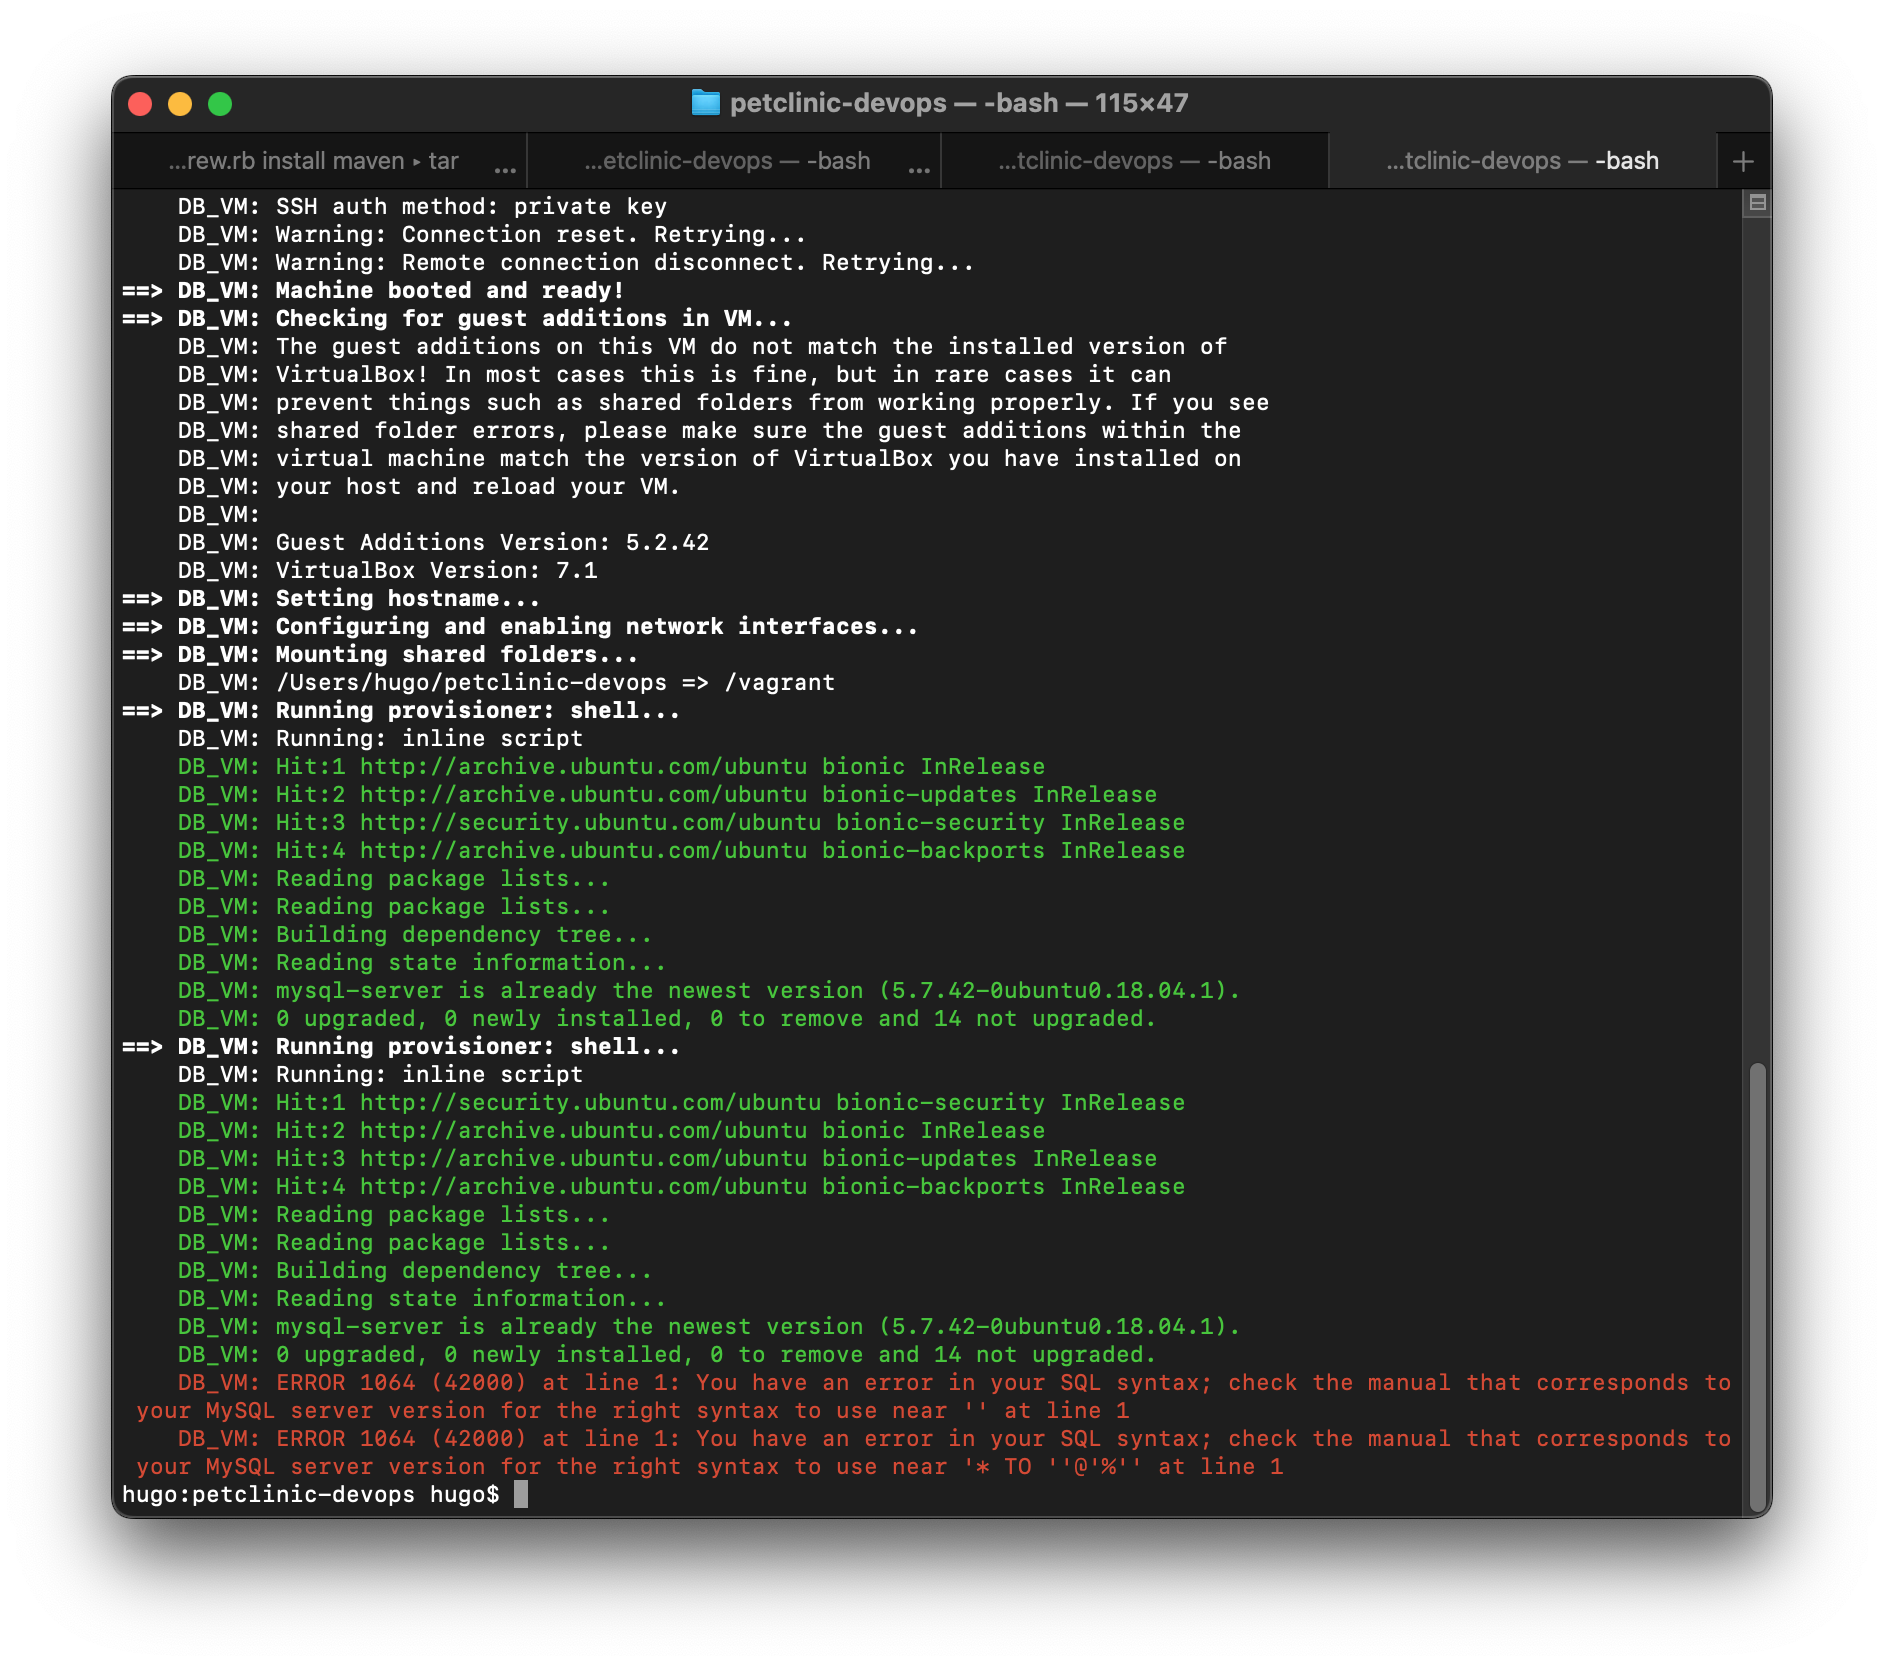 petclinic-devops — -bash — 115×47
...rew.rb install maven ▸ tar ...
...etclinic-devops — -bash ...
...tclinic-devops — -bash
...tclinic-devops — -bash
+
DB_VM: SSH auth method: private key
DB_VM: Warning: Connection reset. Retrying...
DB_VM: Warning: Remote connection disconnect. Retrying...
==> DB_VM: Machine booted and ready!
==> DB_VM: Checking for guest additions in VM...
DB_VM: The guest additions on this VM do not match the installed version of
DB_VM: VirtualBox! In most cases this is fine, but in rare cases it can
DB_VM: prevent things such as shared folders from working properly. If you see
DB_VM: shared folder errors, please make sure the guest additions within the
DB_VM: virtual machine match the version of VirtualBox you have installed on
DB_VM: your host and reload your VM.
DB_VM:
DB_VM: Guest Additions Version: 5.2.42
DB_VM: VirtualBox Version: 7.1
==> DB_VM: Setting hostname...
==> DB_VM: Configuring and enabling network interfaces...
==> DB_VM: Mounting shared folders...
DB_VM: /Users/hugo/petclinic-devops => /vagrant
==> DB_VM: Running provisioner: shell...
DB_VM: Running: inline script
DB_VM: Hit:1 http://archive.ubuntu.com/ubuntu bionic InRelease
DB_VM: Hit:2 http://archive.ubuntu.com/ubuntu bionic-updates InRelease
DB_VM: Hit:3 http://security.ubuntu.com/ubuntu bionic-security InRelease
DB_VM: Hit:4 http://archive.ubuntu.com/ubuntu bionic-backports InRelease
DB_VM: Reading package lists...
DB_VM: Reading package lists...
DB_VM: Building dependency tree...
DB_VM: Reading state information...
DB_VM: mysql-server is already the newest version (5.7.42-0ubuntu0.18.04.1).
DB_VM: 0 upgraded, 0 newly installed, 0 to remove and 14 not upgraded.
==> DB_VM: Running provisioner: shell...
DB_VM: Running: inline script
DB_VM: Hit:1 http://security.ubuntu.com/ubuntu bionic-security InRelease
DB_VM: Hit:2 http://archive.ubuntu.com/ubuntu bionic InRelease
DB_VM: Hit:3 http://archive.ubuntu.com/ubuntu bionic-updates InRelease
DB_VM: Hit:4 http://archive.ubuntu.com/ubuntu bionic-backports InRelease
DB_VM: Reading package lists...
DB_VM: Reading package lists...
DB_VM: Building dependency tree...
DB_VM: Reading state information...
DB_VM: mysql-server is already the newest version (5.7.42-0ubuntu0.18.04.1).
DB_VM: 0 upgraded, 0 newly installed, 0 to remove and 14 not upgraded.
DB_VM: ERROR 1064 (42000) at line 1: You have an error in your SQL syntax; check the manual that corresponds to
your MySQL server version for the right syntax to use near '' at line 1
DB_VM: ERROR 1064 (42000) at line 1: You have an error in your SQL syntax; check the manual that corresponds to
your MySQL server version for the right syntax to use near '* TO ''@'%'' at line 1
hugo:petclinic-devops hugo$